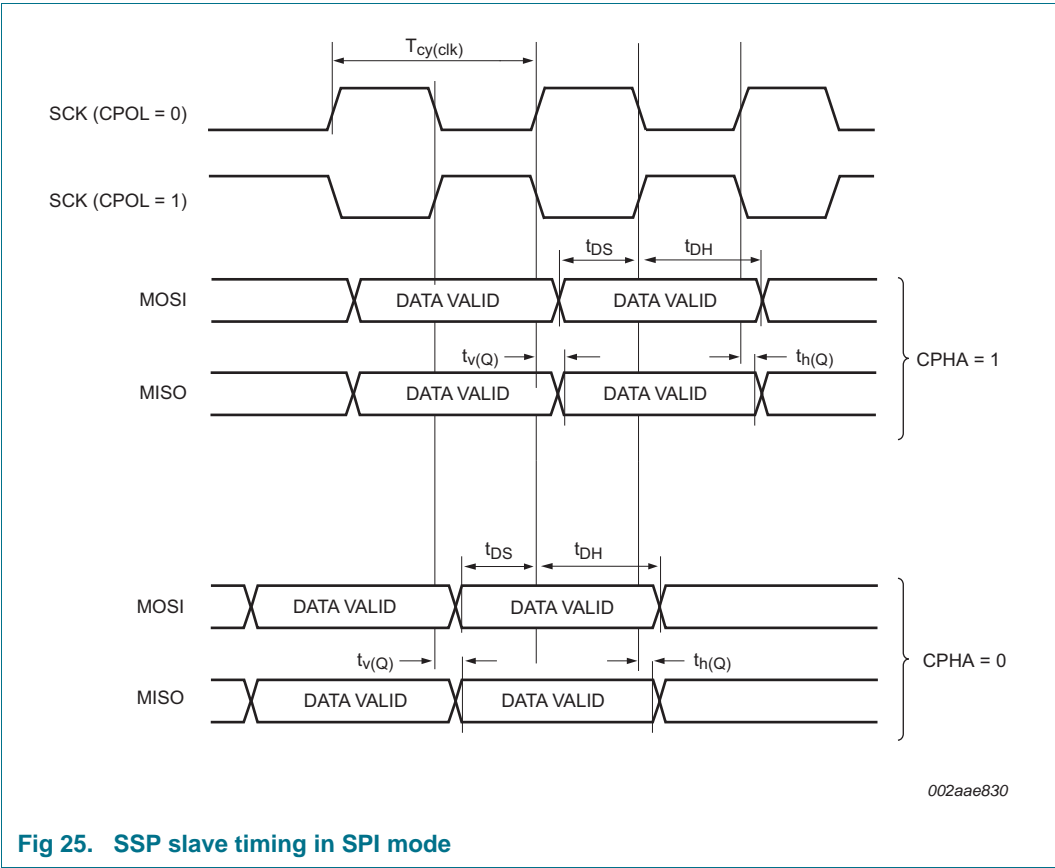 Tcy(clk)
SCK (CPOL = 0)
SCK (CPOL = 1)
tDS tDH
MOSI DATA VALID DATA VALID
tv(Q) th(Q)
CPHA = 1
MISO DATA VALID DATA VALID
tDS tDH
MOSI DATA VALID DATA VALID
tv(Q) th(Q)
CPHA = 0
MISO DATA VALID DATA VALID
002aae830
Fig 25. SSP slave timing in SPI mode